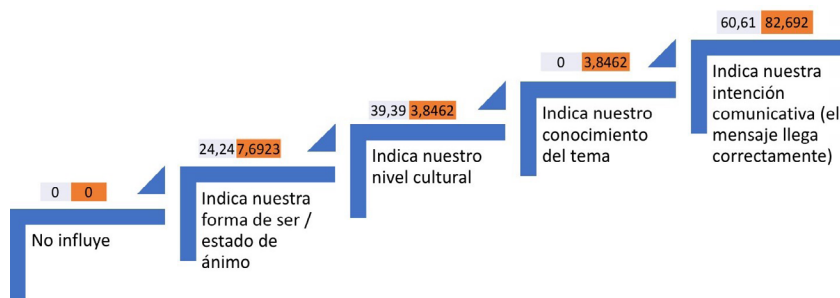 0 0
No influye
24,24 7,6923
Indica nuestra
forma de ser /
estado de
ánimo
39,39 3,8462
Indica nuestro
nivel cultural
0 3,8462
Indica nuestro
conocimiento
del tema
60,61 82,692
Indica nuestra
intención
comunicativa (el
mensaje llega
correctamente)